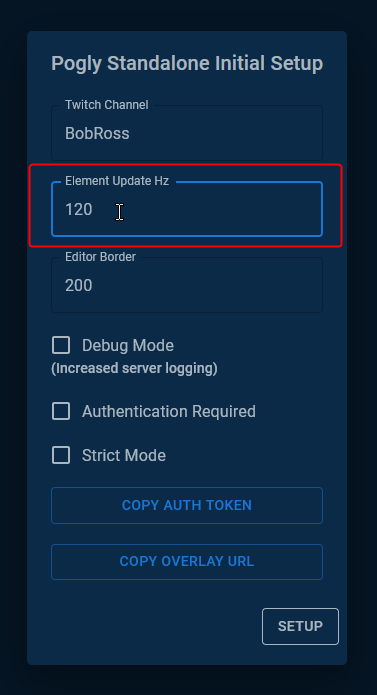 Pogly Standalone Initial Setup
Twitch Channel
BobRoss
Element Update Hz
120
Editor Border
200
Debug Mode
(Increased server logging)
Authentication Required
Strict Mode
COPY AUTH TOKEN
COPY OVERLAY URL
SETUP